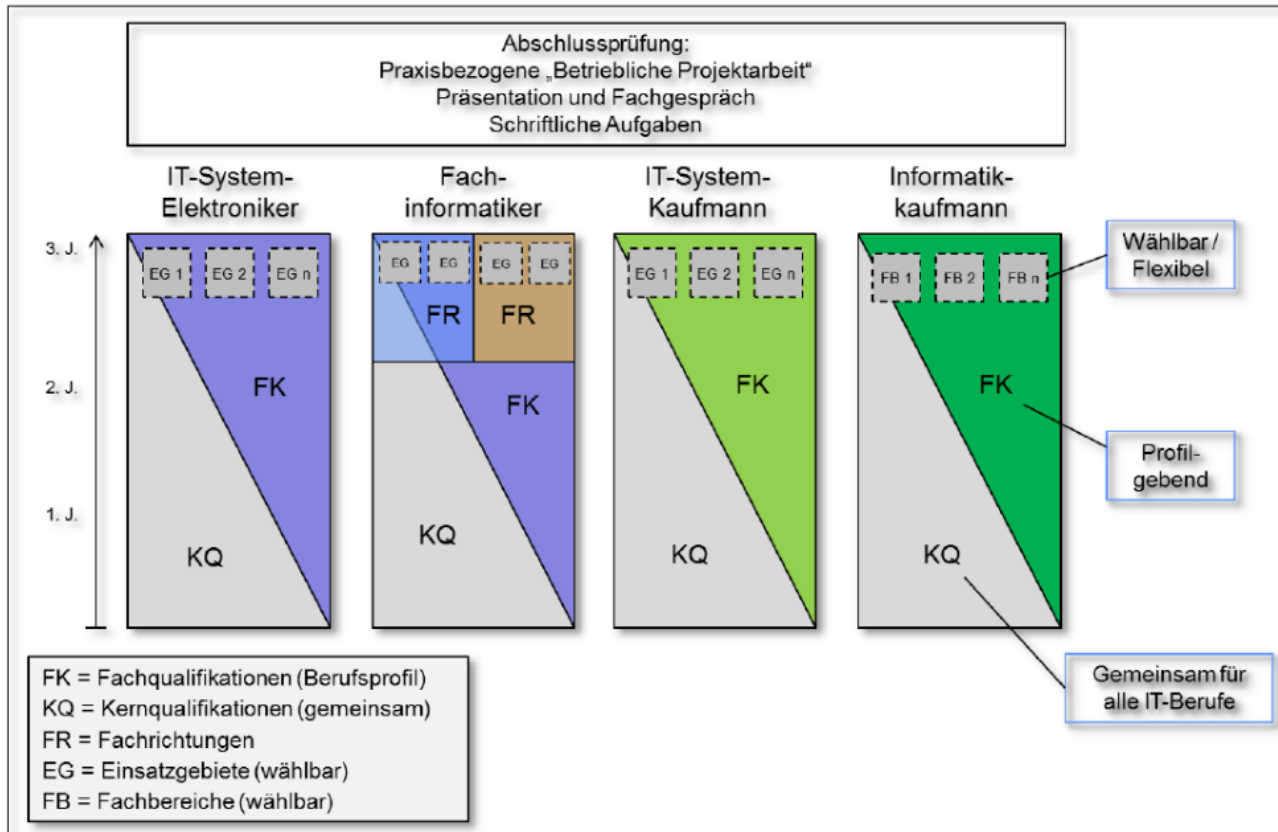 Abschlussprüfung:
Praxisbezogene „Betriebliche Projektarbeit“
Präsentation und Fachgespräch
Schriftliche Aufgaben
IT-System-
Elektroniker
Fach-
informatiker
IT-System-
Kaufmann
Informatik-
kaufmann
3. J.
2. J.
1. J.
EG 1
EG 2
EG n
FK
KQ
EG
EG
EG
EG
FR
FR
FK
KQ
EG 1
EG 2
EG n
FK
KQ
FB 1
FB 2
FB n
FK
KQ
Wählbar /
Flexibel
Profil-
gebend
Gemeinsam für
alle IT-Berufe
FK = Fachqualifikationen (Berufsprofil)
KQ = Kernqualifikationen (gemeinsam)
FR = Fachrichtungen
EG = Einsatzgebiete (wählbar)
FB = Fachbereiche (wählbar)